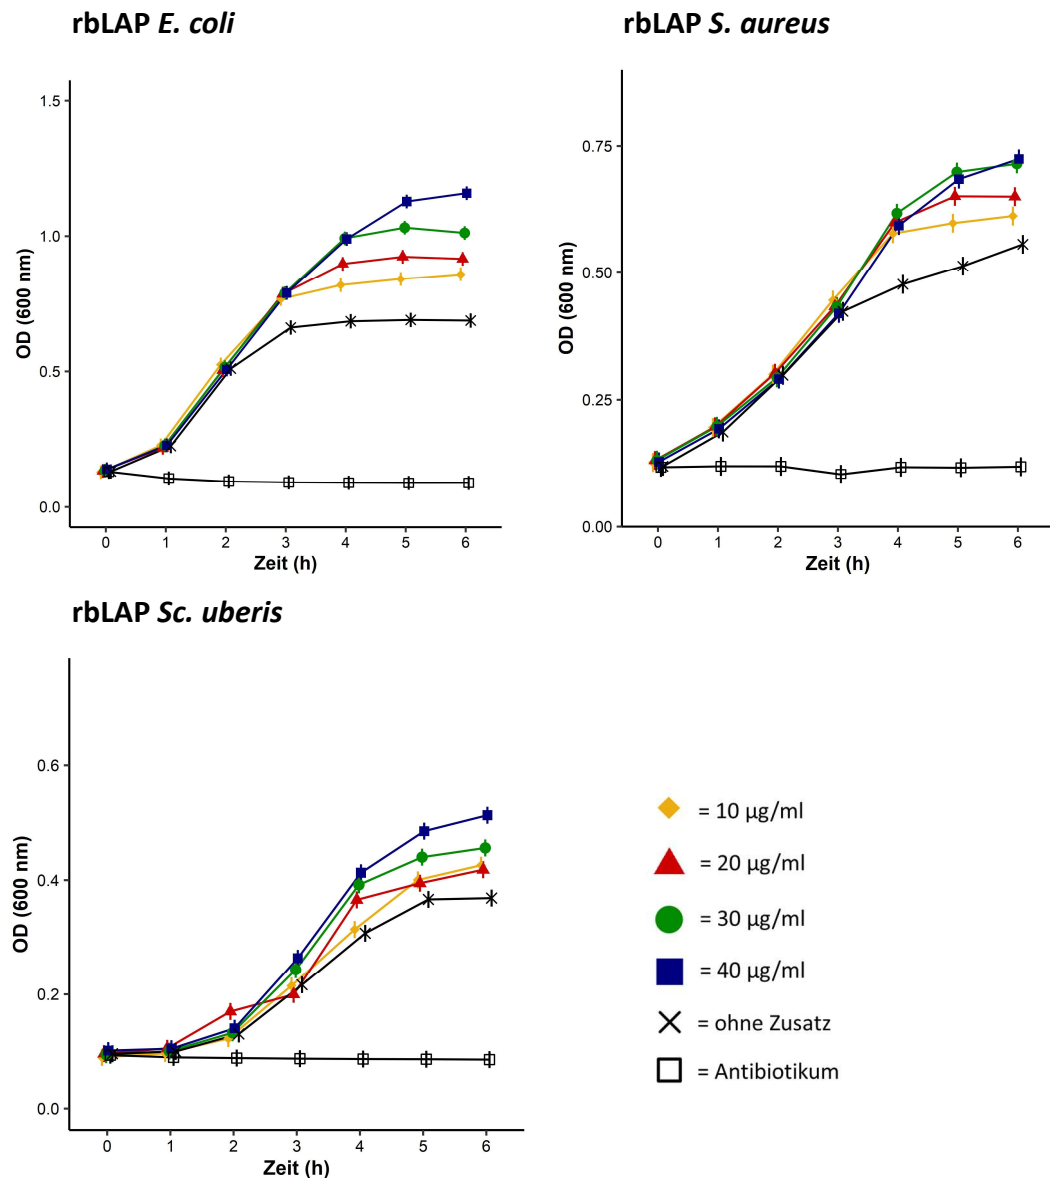 rbLAP E. coli
1.5
1.0
0.5
0.0
OD (600 nm)
0 1 2 3 4 5 6
Zeit (h)
rbLAP S. aureus
0.75
0.50
0.25
0.00
OD (600 nm)
0 1 2 3 4 5 6
Zeit (h)
rbLAP Sc. uberis
0.6
0.4
0.2
0.0
OD (600 nm)
0 1 2 3 4 5 6
Zeit (h)
= 10 µg/ml
= 20 µg/ml
= 30 µg/ml
= 40 µg/ml
= ohne Zusatz
= Antibiotikum